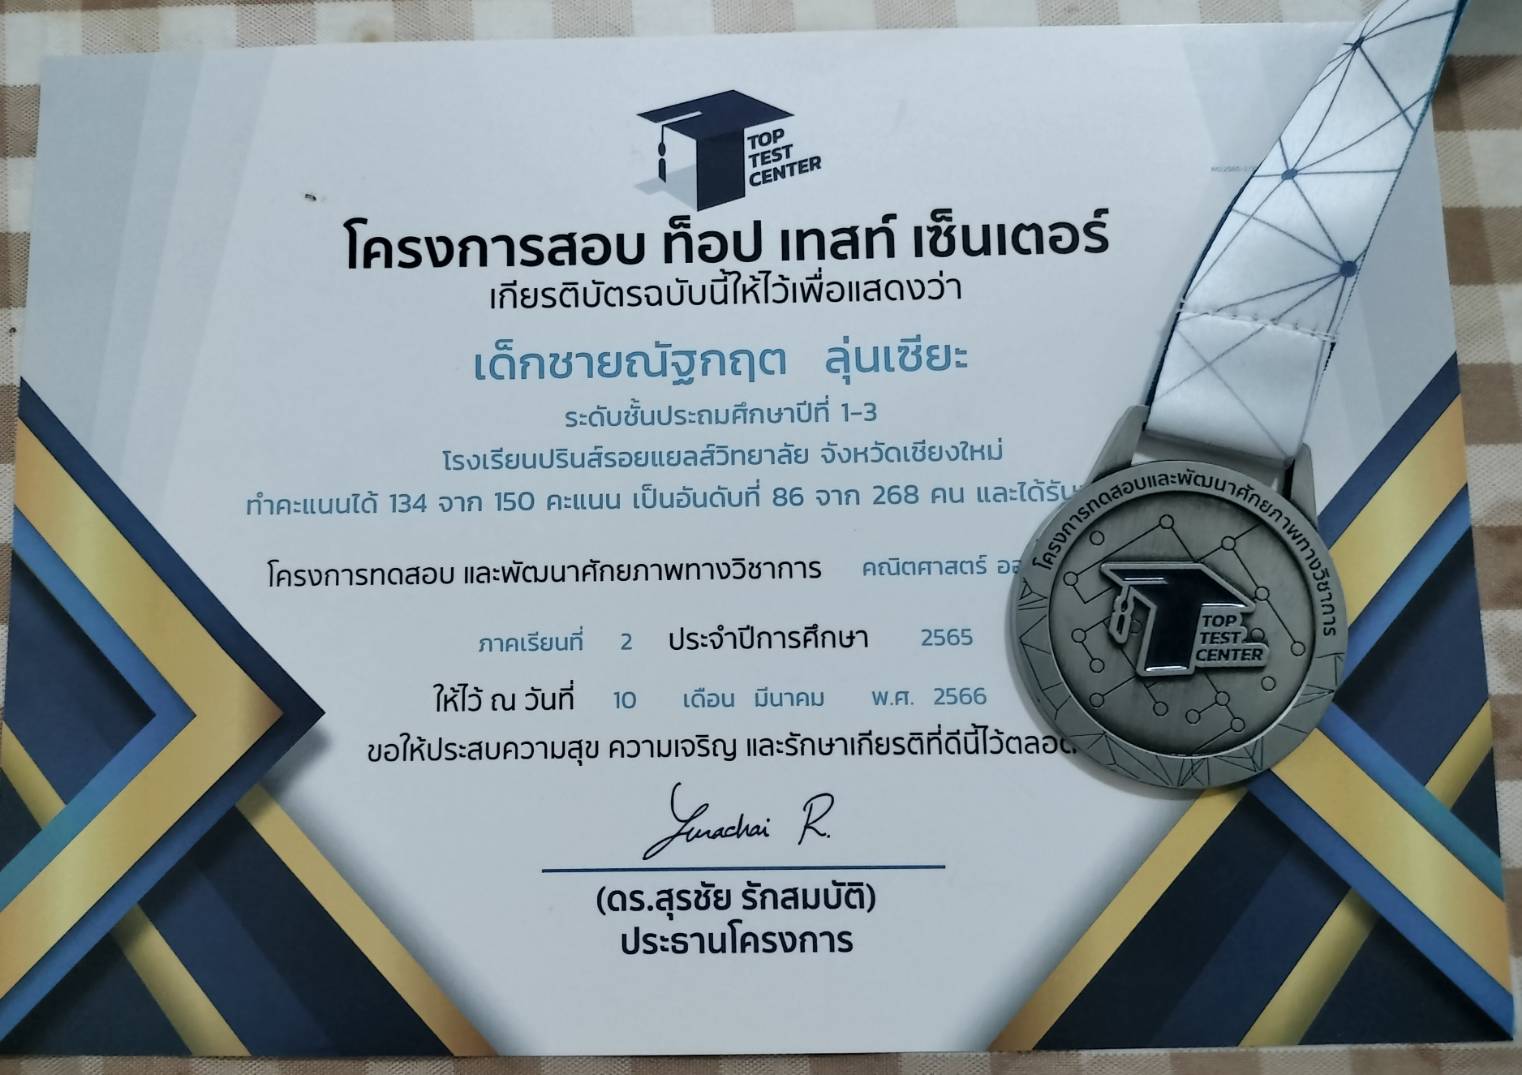 TOP
TEST
CENTER
โครงการสอบ ท็อป เทสท์ เซ็นเตอร์
เกียรติบัตรฉบับนี้ให้ไว้เพื่อแสดงว่า
เด็กชายณัฐกฤต ลุ่นเซียะ
ระดับชั้นประถมศึกษาปีที่ 1-3
โรงเรียนปรินส์รอยแยลส์วิทยาลัย จังหวัดเชียงใหม่
ทำคะแนนได้ 134 จาก 150 คะแนน เป็นอันดับที่ 86 จาก 268 คน และได้รับ
โครงการทดสอบ และพัฒนาศักยภาพทางวิชาการ คณิตศาสตร์
ภาคเรียนที่ 2 ประจำปีการศึกษา 2565
ให้ไว้ ณ วันที่ 10 เดือน มีนาคม พ.ศ. 2566
ขอให้ประสบความสุข ความเจริญ และรักษาเกียรติที่ดีนี้ไว้ตลอด
Surachai R.
(ดร.สุรชัย รักสมบัติ)
ประธานโครงการ
โครงการทดสอบและพัฒนาศักยภาพทางวิชาการ
TOP
TEST
CENTER